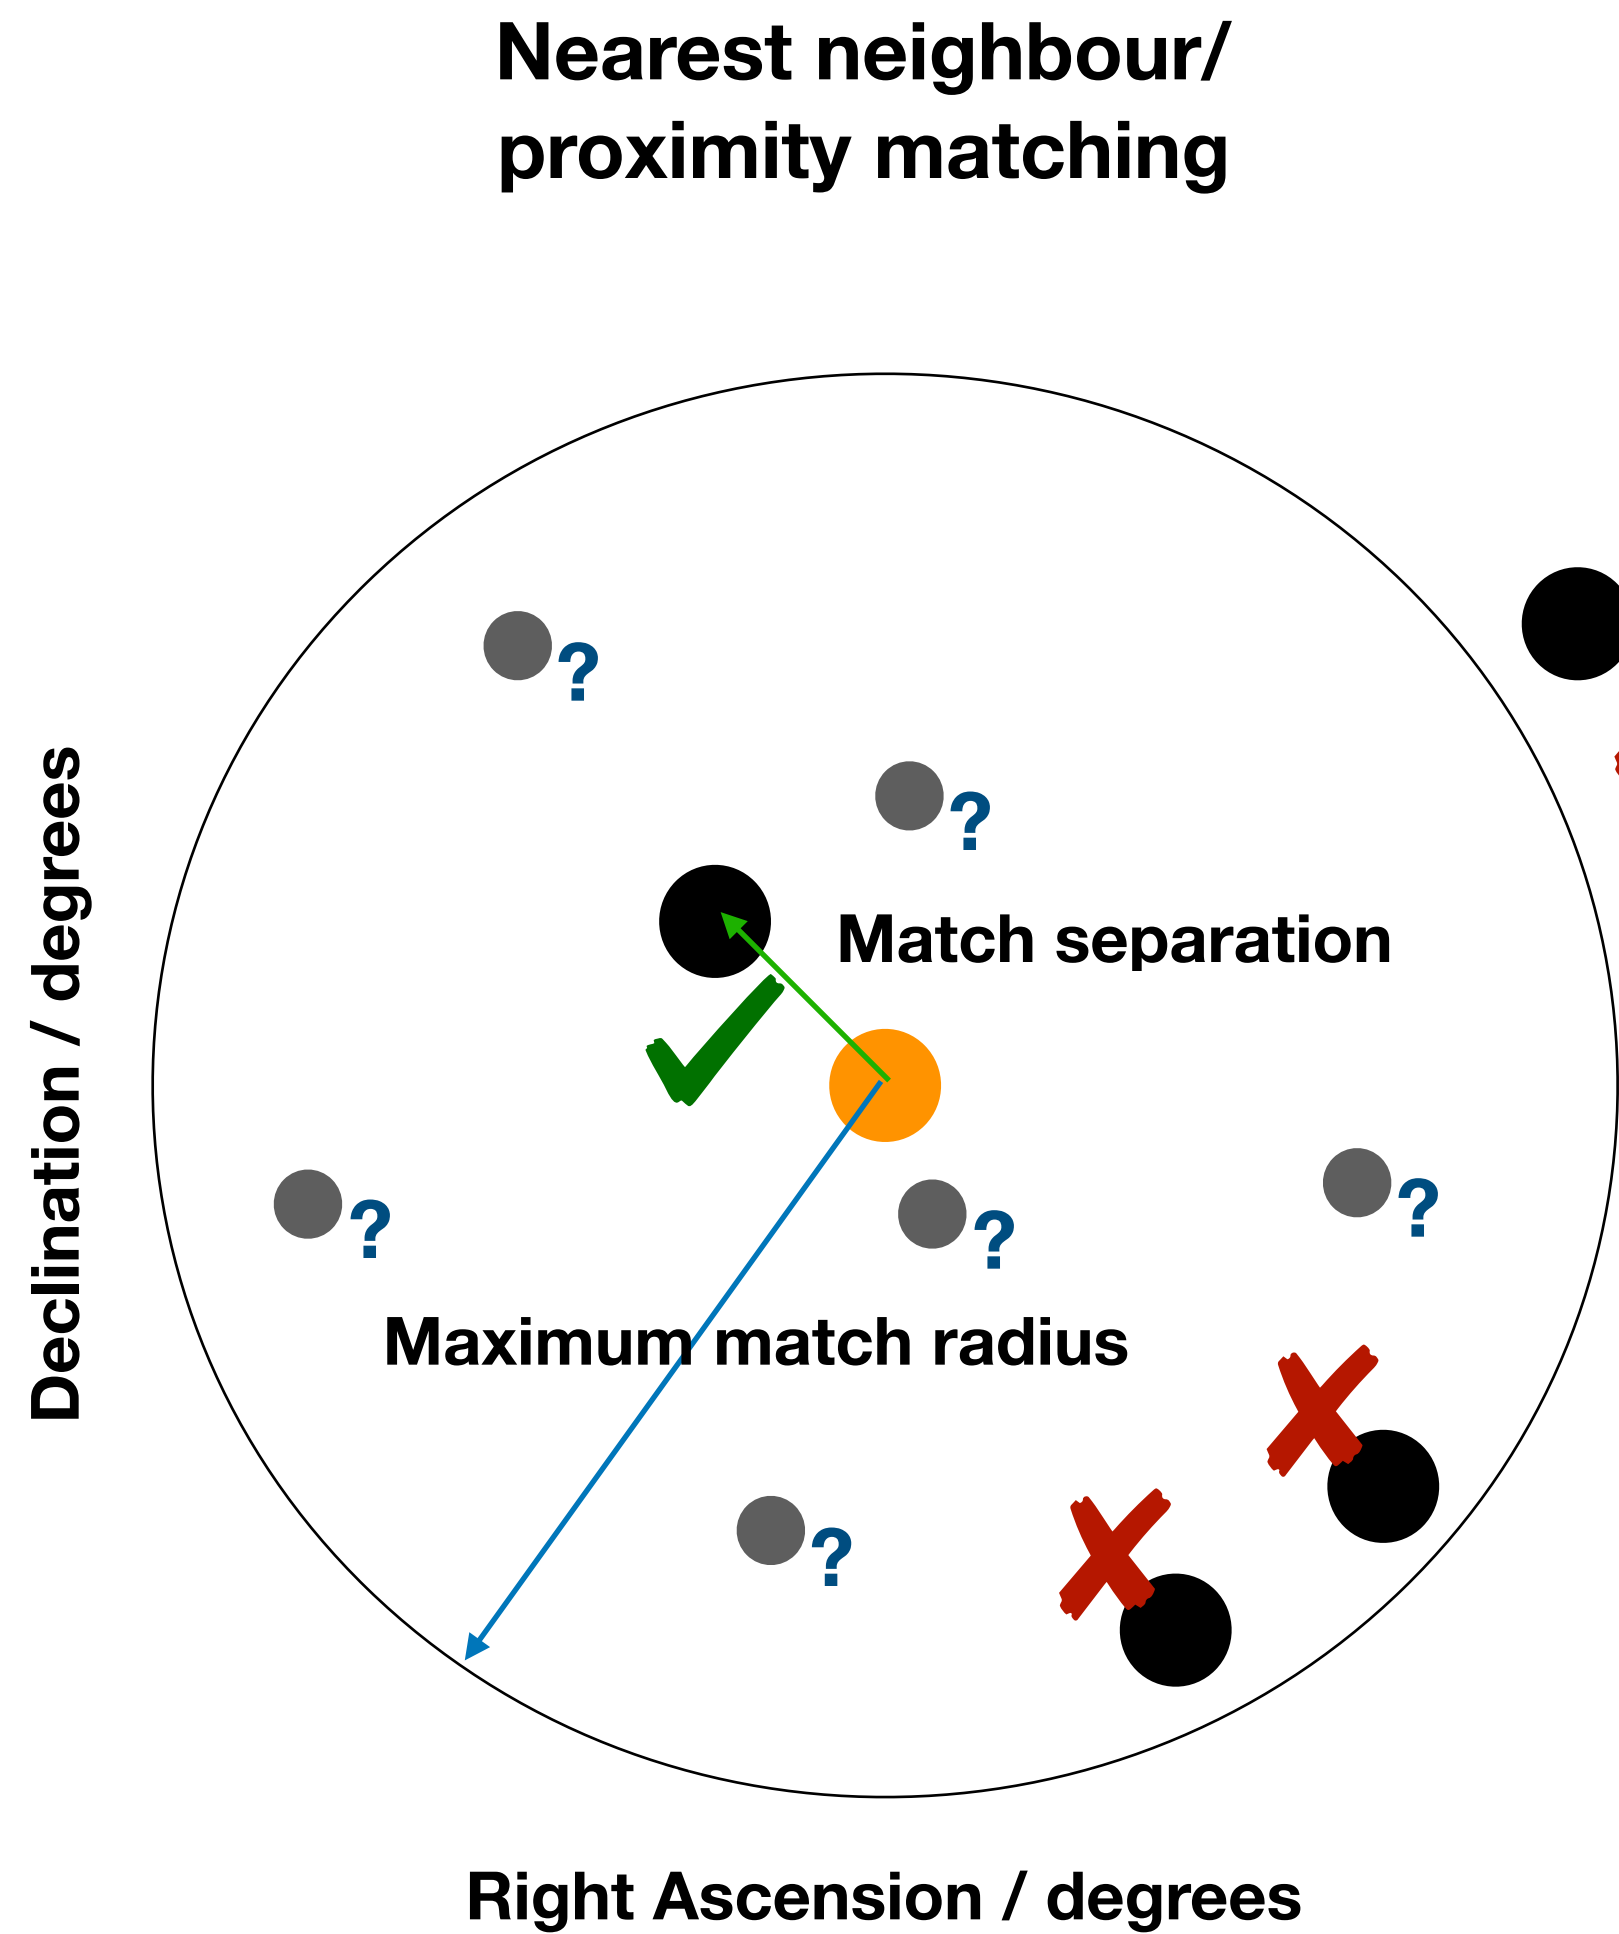 Nearest neighbour/
proximity matching
?
?
Match separation
Declination / degrees
?
?
?
Maximum match radius
?
Right Ascension / degrees